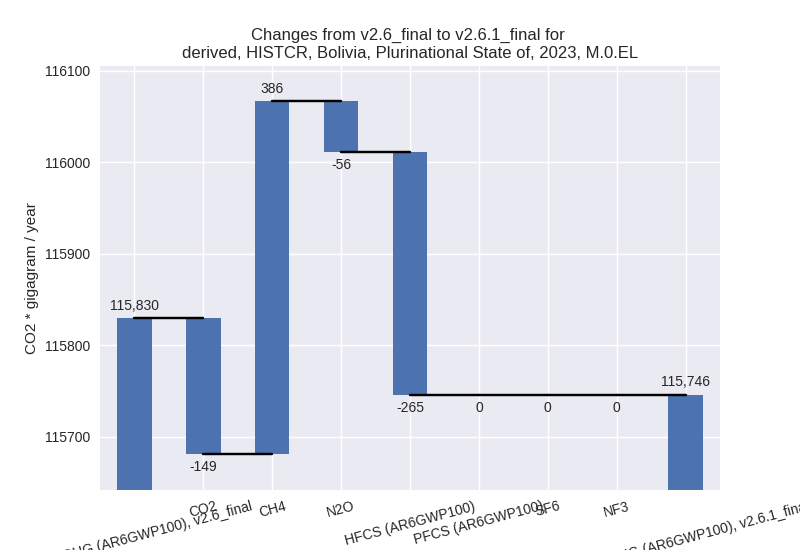 Changes from v2.6_final to v2.6.1_final for
derived, HISTCR, Bolivia, Plurinational State of, 2023, M.0.EL
CO2 * gigagram / year
116100
116000
115900
115800
115700
115,830
-149
386
-56
-265
0
0
0
115,746
(AR6GWP100), v2.6_final
CO2
CH4
N2O
HFCS (AR6GWP100)
PFCS (AR6GWP100)
SF6
NF3
(AR6GWP100), v2.6.1_final